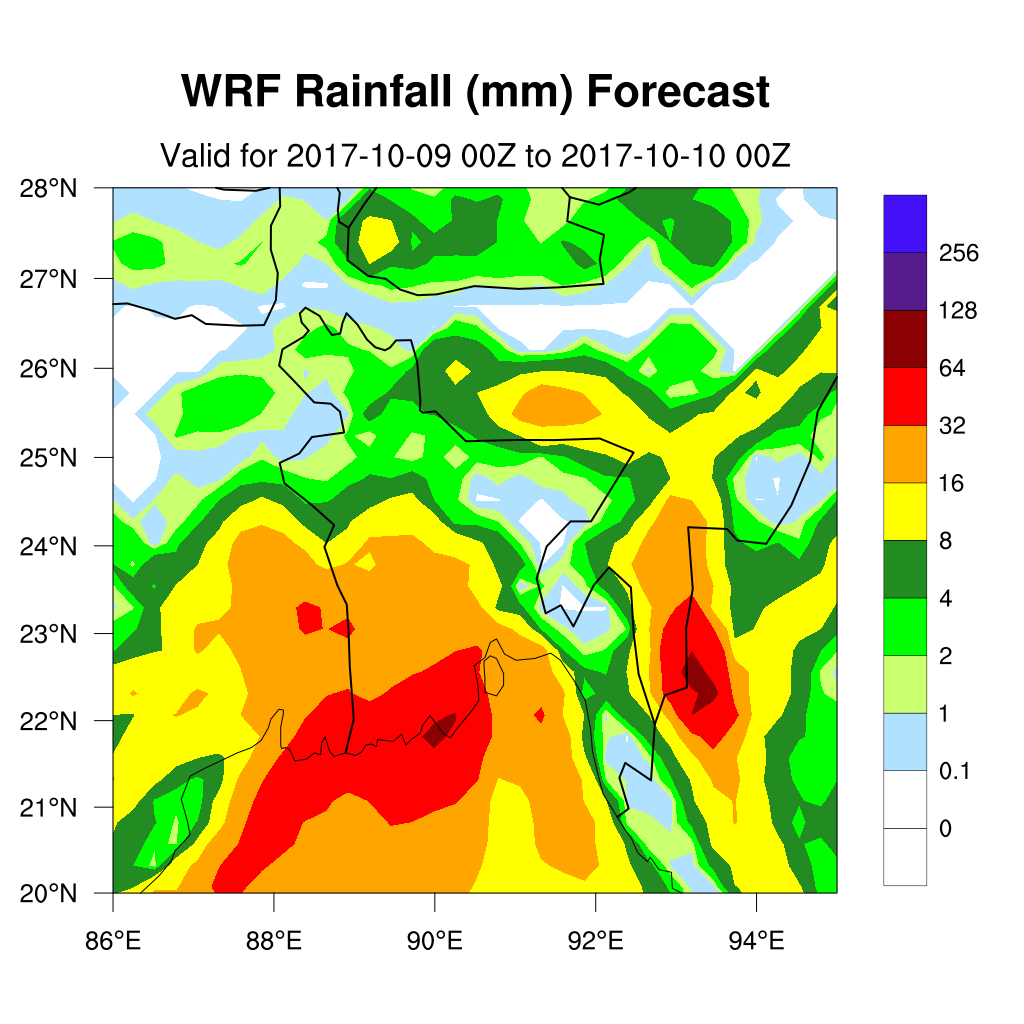 WRF Rainfall (mm) Forecast
Valid for 2017-10-09 00Z to 2017-10-10 00Z
28°N
27°N
26°N
25°N
24°N
23°N
22°N
21°N
20°N
86°E
88°E
90°E
92°E
94°E
256
128
64
32
16
8
4
2
1
0.1
0